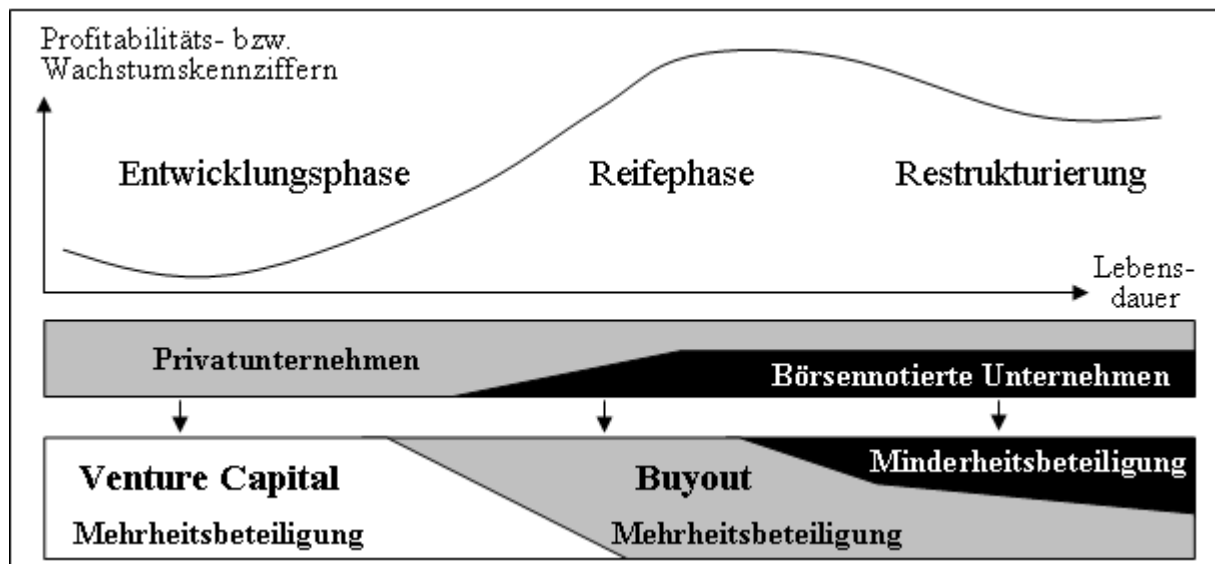 Profitabilitäts- bzw.
Wachstumskennziffern
Entwicklungsphase
Reifephase
Restrukturierung
Lebens-
dauer
Privatunternehmen
Börsennotierte Unternehmen
Minderheitsbeteiligung
Venture Capital
Buyout
Mehrheitsbeteiligung
Mehrheitsbeteiligung